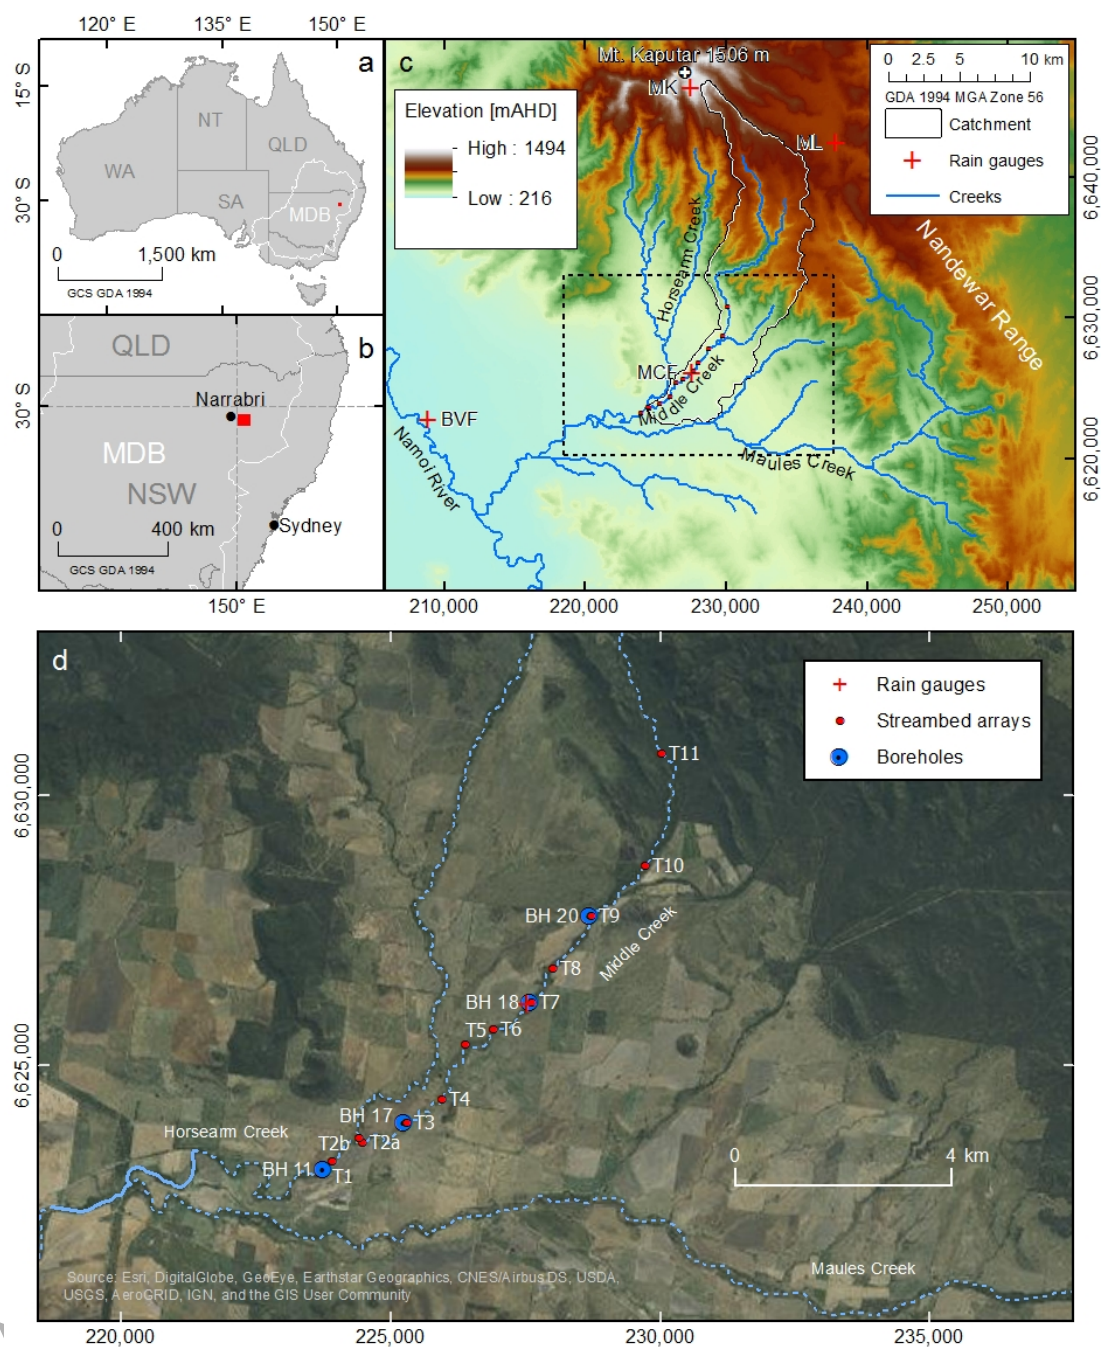 120° E
135° E
150° E
15° S
30° S
a
NT
QLD
WA
SA
MDB
0
1,500 km
GCS GDA 1994
b
QLD
Narrabri
30° S
MDB
NSW
0
400 km
Sydney
GCS GDA 1994
150° E
c
Mt. Kaputar 1506 m
MK
ML
Elevation [mAHD]
High : 1494
Low : 216
0 2.5 5 10 km
GDA 1994 MGA Zone 56
Catchment
Rain gauges
Creeks
Horsearm Creek
Nandewar Range
MCF
Middle Creek
BVF
Namoi River
Maules Creek
6,640,000
6,630,000
6,620,000
210,000
220,000
230,000
240,000
250,000
d
Rain gauges
Streambed arrays
Boreholes
T11
T10
BH 20
T9
Middle Creek
T8
BH 18
T7
T5
T6
T4
BH 17
T3
Horsearm Creek
T2b
T2a
BH 11
T1
0
4 km
Maules Creek
6,630,000
6,625,000
Source: Esri, DigitalGlobe, GeoEye, Earthstar Geographics, CNES/Airbus DS, USDA,
USGS, AeroGRID, IGN, and the GIS User Community
220,000
225,000
230,000
235,000